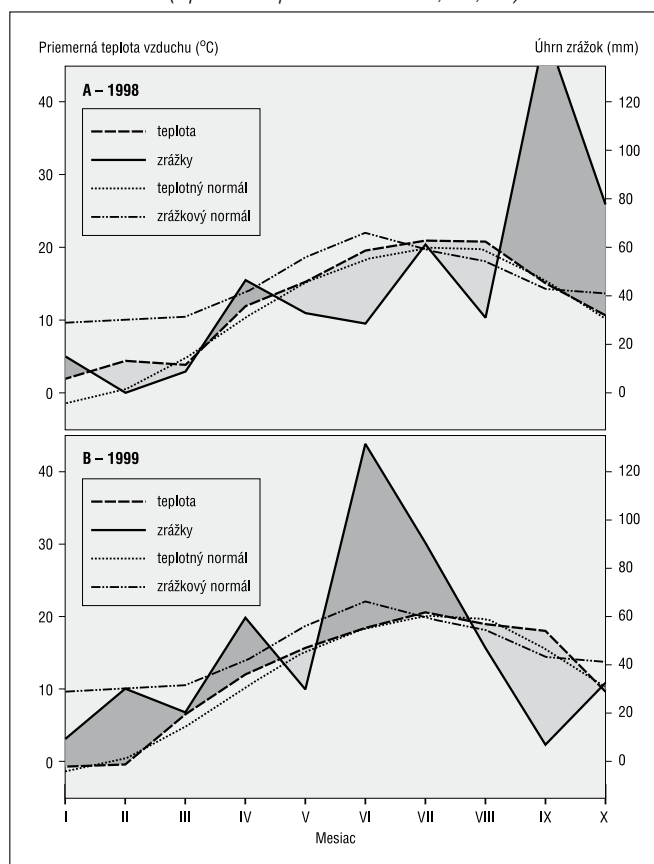 Priemerná teplota vzduchu (°C) Úhrn zrážok (mm)
A – 1998
teplota
zrážky
teplotný normál
zrážkový normál
40
30
20
10
0
120
100
80
60
40
20
0
B – 1999
teplota
zrážky
teplotný normál
zrážkový normál
40
30
20
10
0
120
100
80
60
40
20
0
I II III IV V VI VII VIII IX X
Mesiac